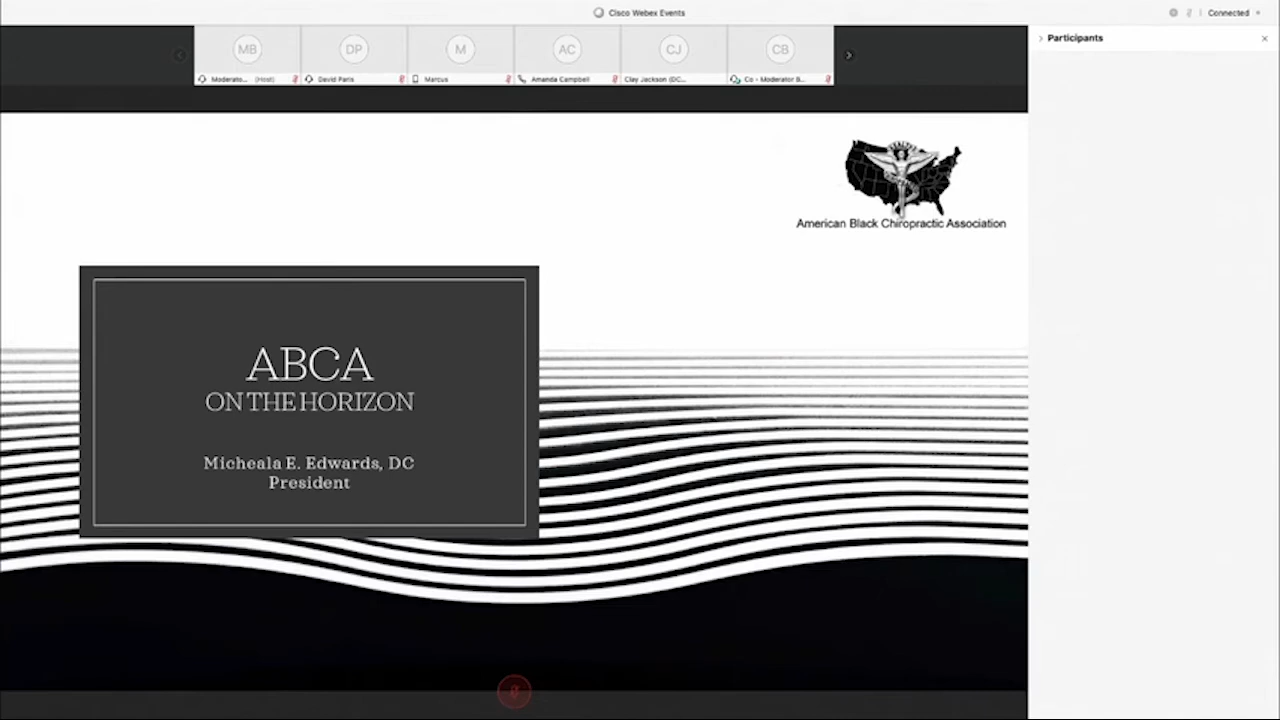 Cisco Webex Events
Connected
MB
DP
M
AC
CJ
CB
Moderato... (Host)
David Paris
Marcus
Amanda Campbell
Clay Jackson (DC...
Co - Moderator B...
Participants
American Black Chiropractic Association
ABCA
ON THE HORIZON
Micheala E. Edwards, DC
President